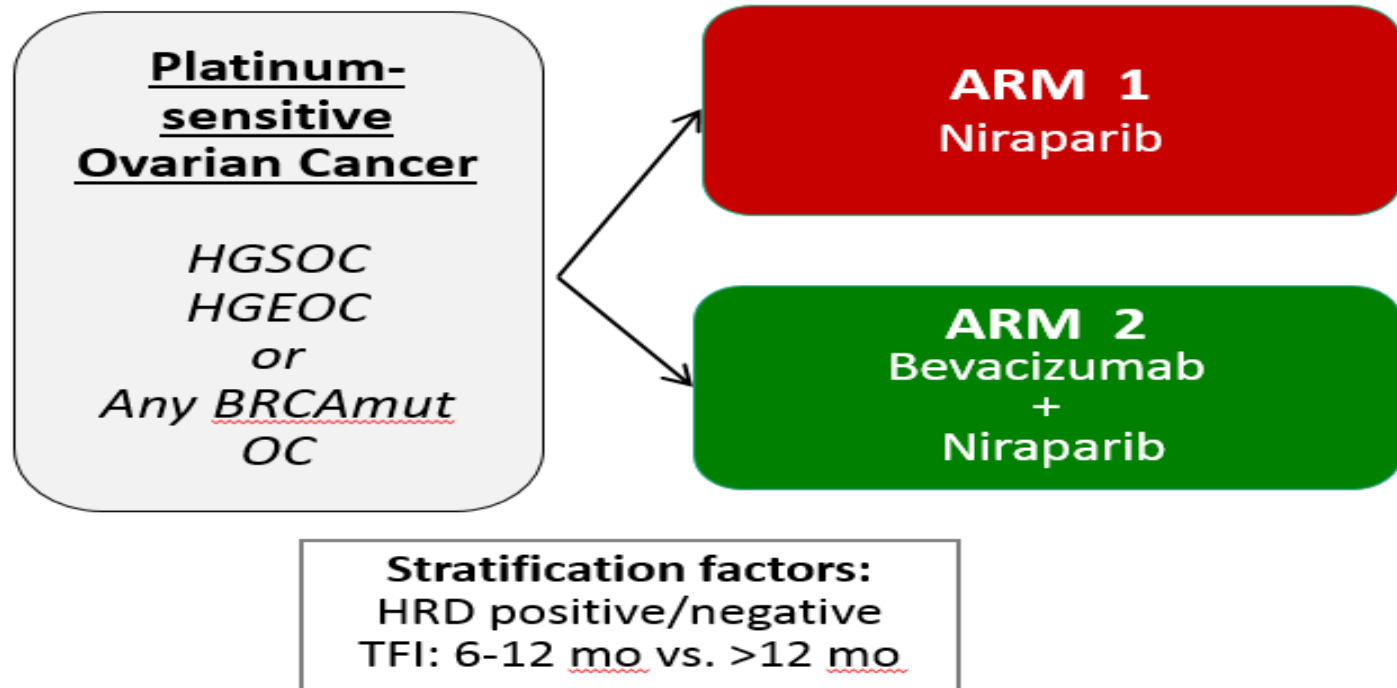 Platinum-
sensitive
Ovarian Cancer
HGSOC
HGEOC
or
Any BRCAmut
OC
ARM 1
Niraparib
ARM 2
Bevacizumab
+
Niraparib
Stratification factors:
HRD positive/negative
TFI: 6-12 mo vs. >12 mo